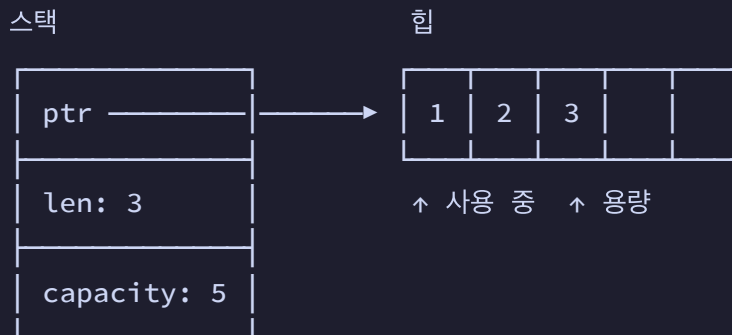 스택 힙
ptr 1 2 3
len: 3
↑ 사용 중 ↑ 용량
capacity: 5